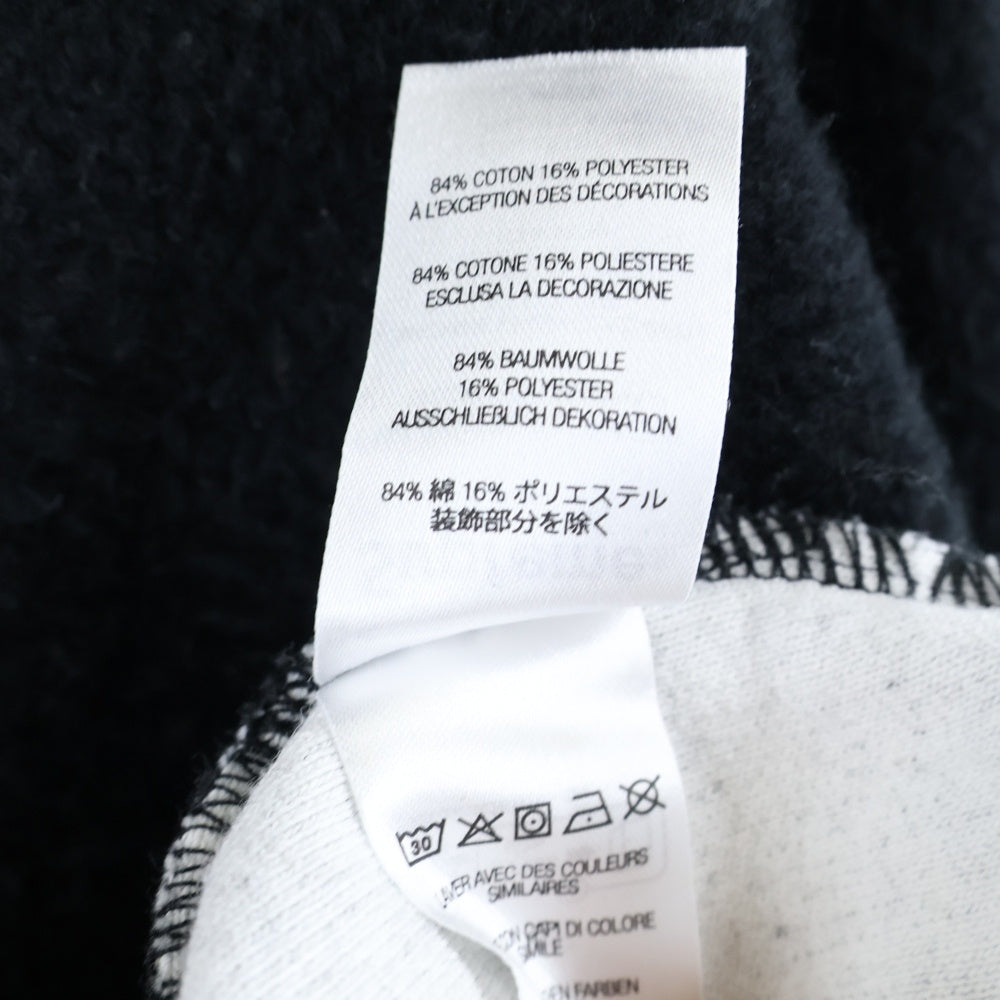 84% COTON 16% POLYESTER
À L'EXCEPTION DES DÉCORATIONS
84% COTONE 16% POLIESTERE
ESCLUSA LA DECORAZIONE
84% BAUMWOLLE
16% POLYESTER
AUSSCHLIEßLICH DEKORATION
84% 綿 16% ポリエステル
装飾部分を除く
30
AVEC DES COULEURS
SIMILAIRES
CAPI DI COLORE
FARBEN